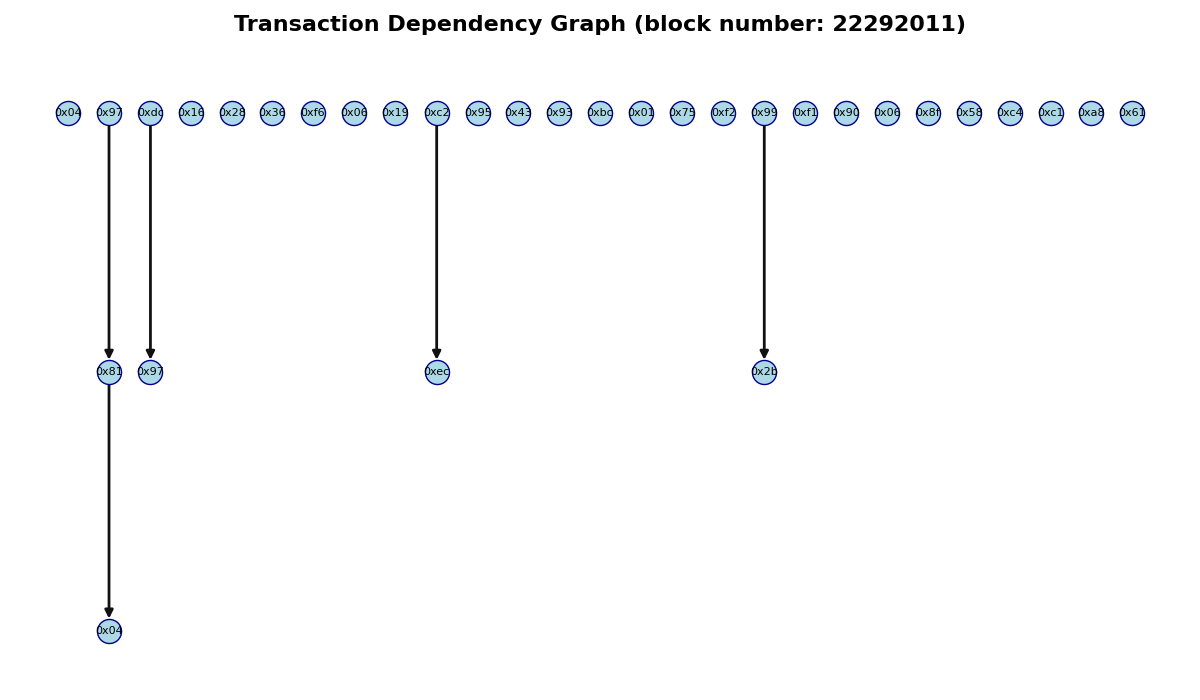 Transaction Dependency Graph (block number: 22292011)
0x04 0x97 0xdc 0x16 0x28 0x36 0xf6 0x06 0x19 0xc2 0x95 0x43 0x93 0xbc 0x01 0x75 0xf2 0x99 0xf1 0x90 0x06 0x8f 0x58 0xc4 0xc1 0xa8 0x61
0x81 0x97 0xec 0x2b
0x04